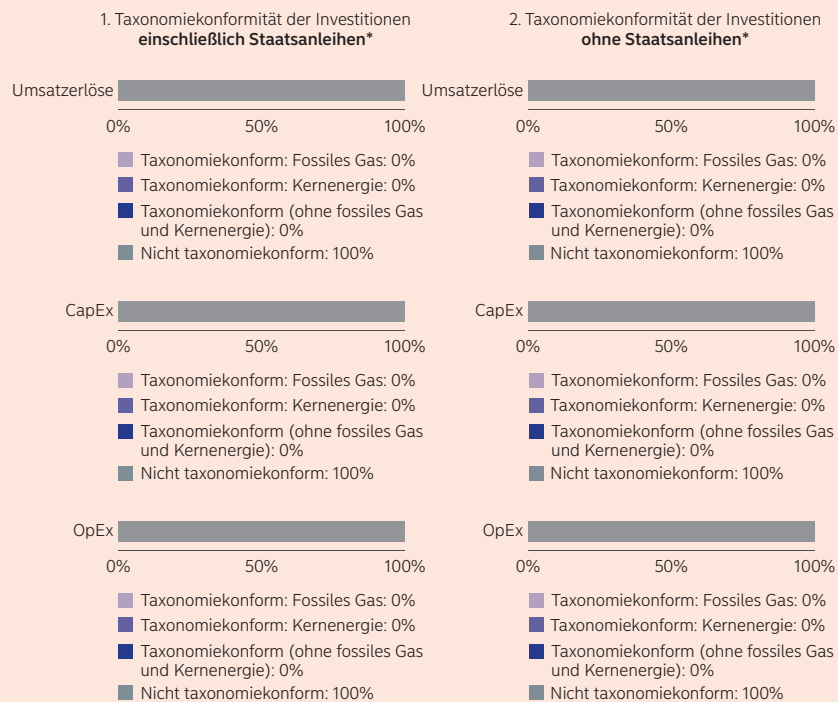 1. Taxonomiekonformität der Investitionen
einschließlich Staatsanleihen*
Umsatzerlöse
0% 50% 100%
Taxonomiekonform: Fossiles Gas: 0%
Taxonomiekonform: Kernenergie: 0%
Taxonomiekonform (ohne fossiles Gas
und Kernenergie): 0%
Nicht taxonomiekonform: 100%
CapEx
0% 50% 100%
Taxonomiekonform: Fossiles Gas: 0%
Taxonomiekonform: Kernenergie: 0%
Taxonomiekonform (ohne fossiles Gas
und Kernenergie): 0%
Nicht taxonomiekonform: 100%
OpEx
0% 50% 100%
Taxonomiekonform: Fossiles Gas: 0%
Taxonomiekonform: Kernenergie: 0%
Taxonomiekonform (ohne fossiles Gas
und Kernenergie): 0%
Nicht taxonomiekonform: 100%
2. Taxonomiekonformität der Investitionen
ohne Staatsanleihen*
Umsatzerlöse
0% 50% 100%
Taxonomiekonform: Fossiles Gas: 0%
Taxonomiekonform: Kernenergie: 0%
Taxonomiekonform (ohne fossiles Gas
und Kernenergie): 0%
Nicht taxonomiekonform: 100%
CapEx
0% 50% 100%
Taxonomiekonform: Fossiles Gas: 0%
Taxonomiekonform: Kernenergie: 0%
Taxonomiekonform (ohne fossiles Gas
und Kernenergie): 0%
Nicht taxonomiekonform: 100%
OpEx
0% 50% 100%
Taxonomiekonform: Fossiles Gas: 0%
Taxonomiekonform: Kernenergie: 0%
Taxonomiekonform (ohne fossiles Gas
und Kernenergie): 0%
Nicht taxonomiekonform: 100%